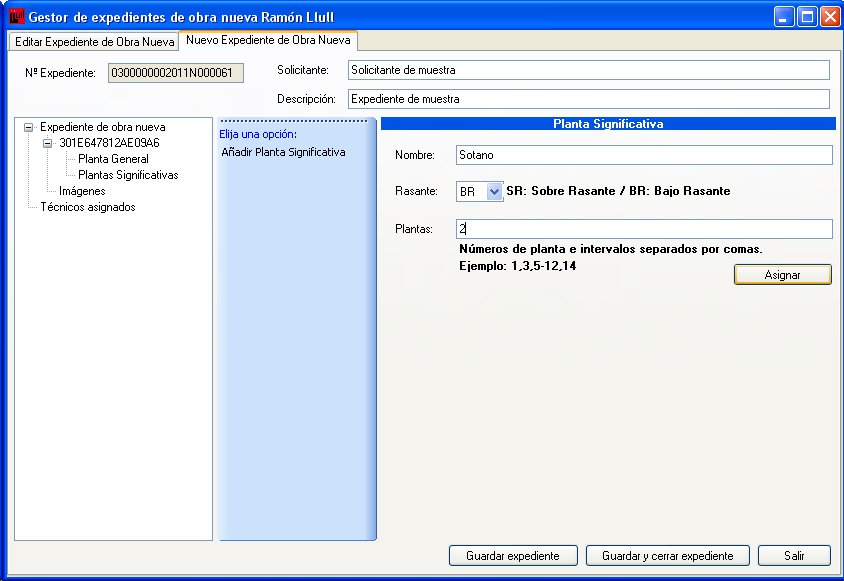 Gestor de expedientes de obra nueva Ramón Llull
Editar Expediente de Obra Nueva
Nuevo Expediente de Obra Nueva
Nº Expediente: 0300000002011N000061
Solicitante: Solicitante de muestra
Descripción: Expediente de muestra
Expediente de obra nueva
301E647812AE09A6
Planta General
Plantas Significativas
Imágenes
Técnicos asignados
Elija una opción:
Añadir Planta Significativa
Planta Significativa
Nombre: Sotano
Rasante: BR SR: Sobre Rasante / BR: Bajo Rasante
Plantas: 2
Números de planta e intervalos separados por comas.
Ejemplo: 1,3,5-12,14
Asignar
Guardar expediente
Guardar y cerrar expediente
Salir